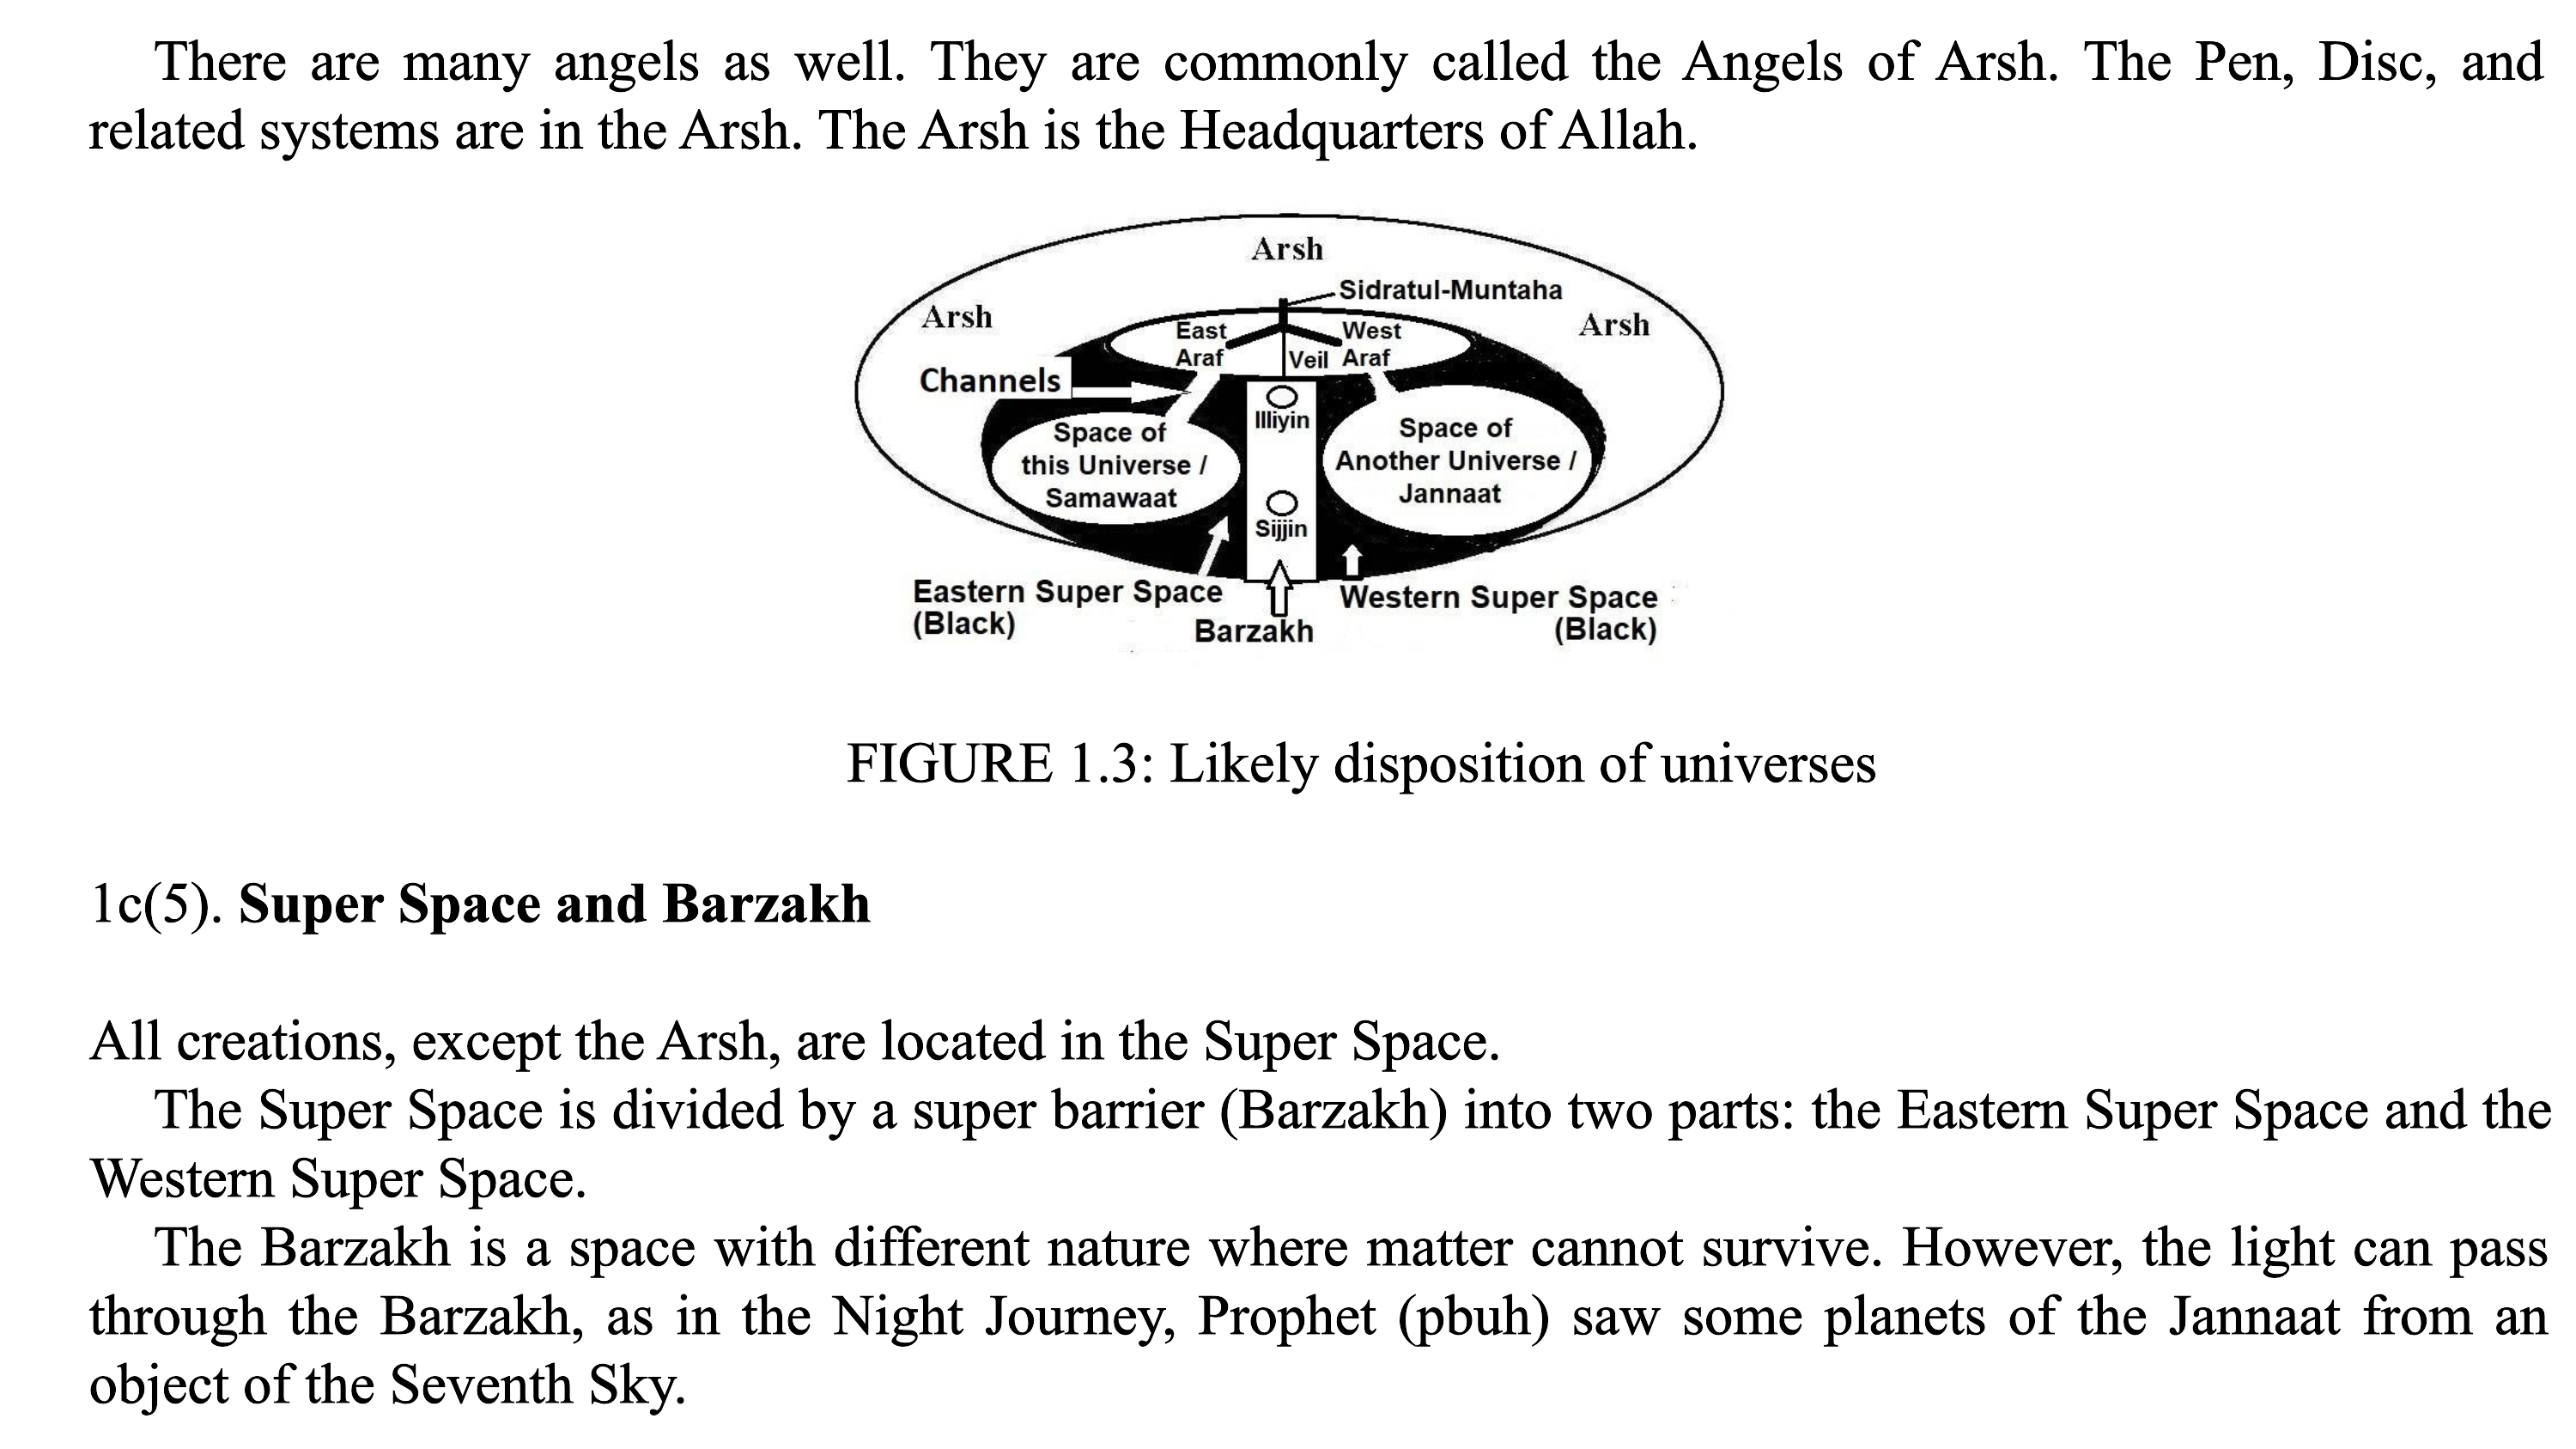 There are many angels as well. They are commonly called the Angels of Arsh. The Pen, Disc, and
related systems are in the Arsh. The Arsh is the Headquarters of Allah.
Arsh
Sidratul-Muntaha
Arsh
Arsh
East
Araf
West
Araf
Veil
Channels
Illiyin
Space of
this Universe /
Samawaat
Space of
Another Universe /
Jannaat
Sijjin
Eastern Super Space
(Black)
Barzakh
Western Super Space
(Black)
FIGURE 1.3: Likely disposition of universes
1c(5). Super Space and Barzakh
All creations, except the Arsh, are located in the Super Space.
The Super Space is divided by a super barrier (Barzakh) into two parts: the Eastern Super Space and the
Western Super Space.
The Barzakh is a space with different nature where matter cannot survive. However, the light can pass
through the Barzakh, as in the Night Journey, Prophet (pbuh) saw some planets of the Jannaat from an
object of the Seventh Sky.